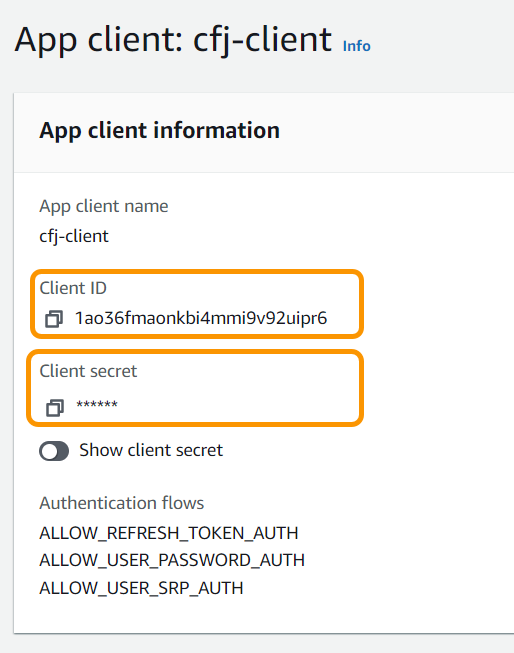 App client: cfj-client Info
App client information
App client name
cfj-client
Client ID
1ao36fmaonkbi4mmi9v92uipr6
Client secret
******
Show client secret
Authentication flows
ALLOW_REFRESH_TOKEN_AUTH
ALLOW_USER_PASSWORD_AUTH
ALLOW_USER_SRP_AUTH